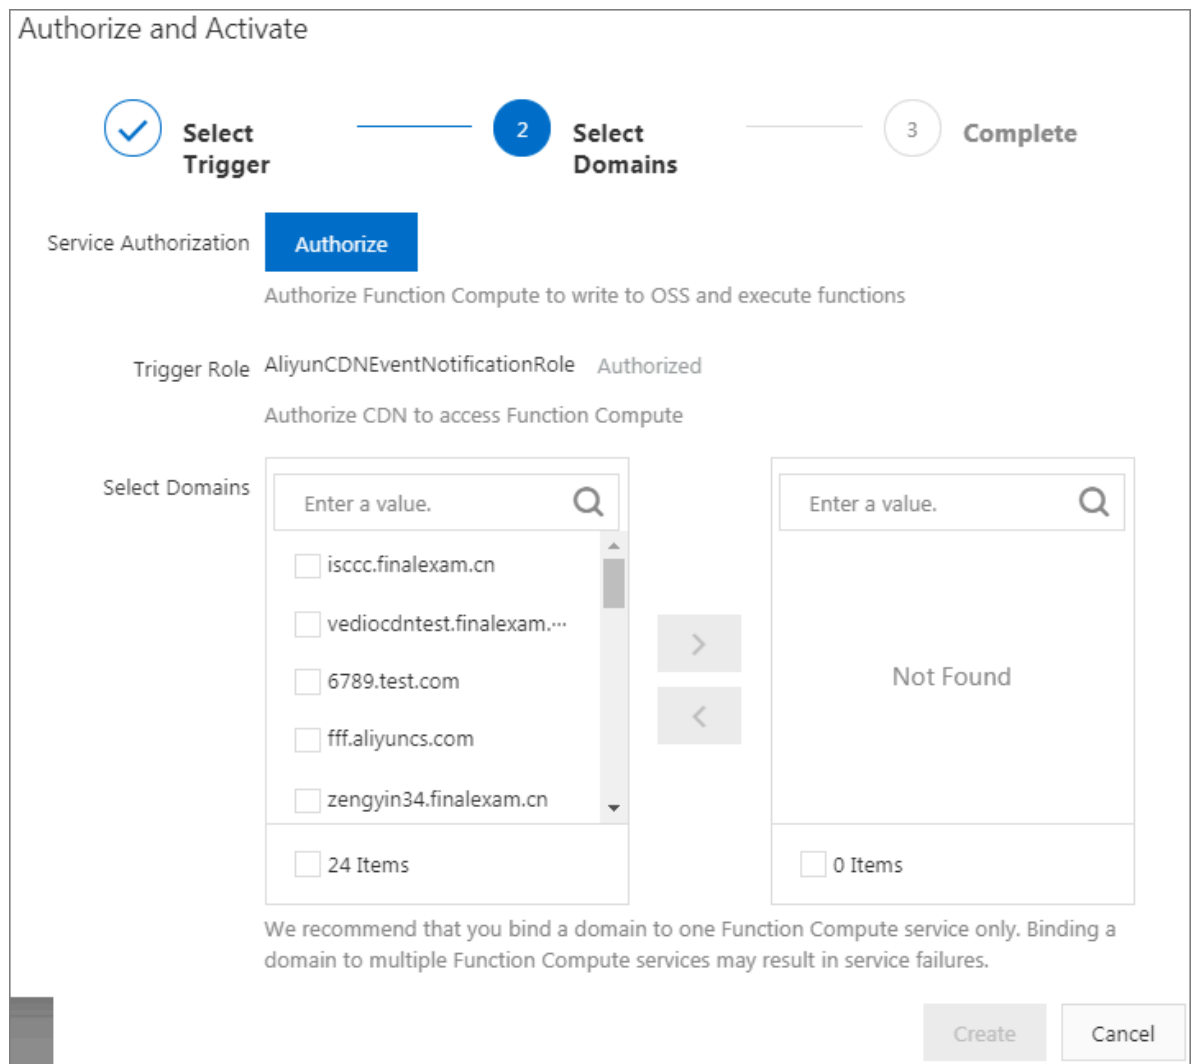 Authorize and Activate
Select
Trigger
2
Select
Domains
3
Complete
Service Authorization
Authorize
Authorize Function Compute to write to OSS and execute functions
Trigger Role
AliyunCDNEventNotificationRole
Authorized
Authorize CDN to access Function Compute
Select Domains
Enter a value.
isccc.finalexam.cn
vediocdntest.finalexam.···
6789.test.com
fff.aliyuncs.com
zengyin34.finalexam.cn
24 Items
Enter a value.
Not Found
0 Items
We recommend that you bind a domain to one Function Compute service only. Binding a
domain to multiple Function Compute services may result in service failures.
Create
Cancel